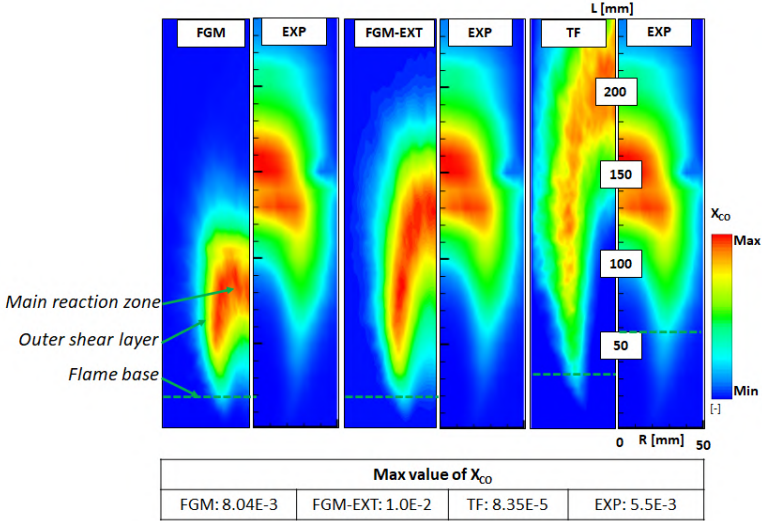 L [mm]
FGM EXP FGM-EXT EXP TF EXP
200
150
X_CO
Max
100
Main reaction zone
Outer shear layer
50
Flame base
Min
[-]
0 R [mm] 50
Max value of X_CO
FGM: 8.04E-3 FGM-EXT: 1.0E-2 TF: 8.35E-5 EXP: 5.5E-3